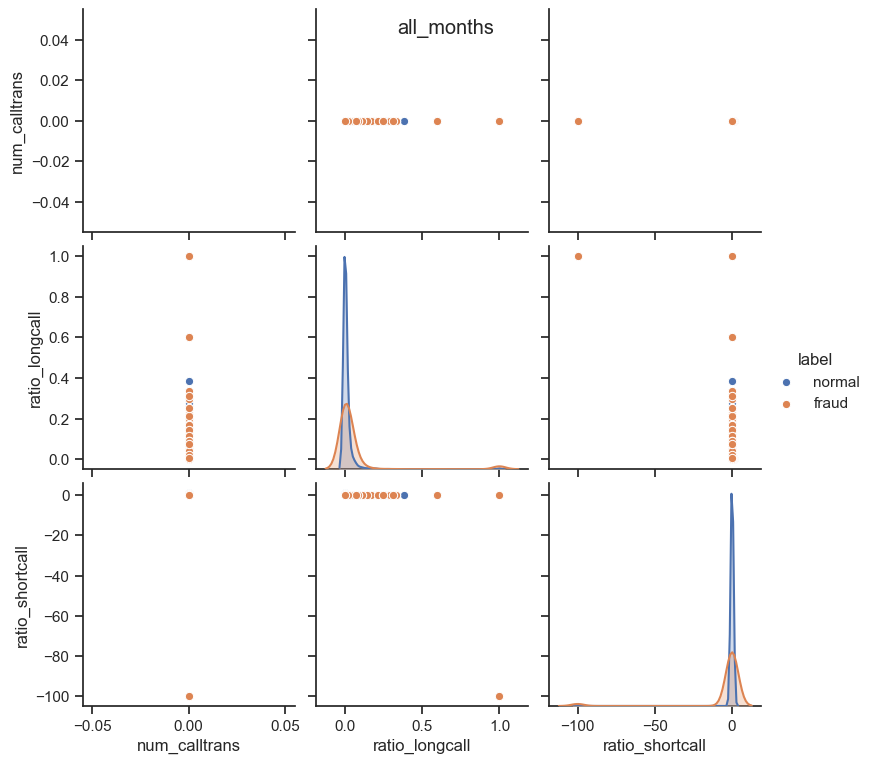 all_months
0.04
0.02
0.00
−0.02
−0.04
num_calltrans
1.0
0.8
0.6
0.4
0.2
0.0
ratio_longcall
label
normal
fraud
0
−20
−40
−60
−80
−100
ratio_shortcall
−0.05 0.00 0.05
num_calltrans
0.0 0.5 1.0
ratio_longcall
−100 −50 0
ratio_shortcall